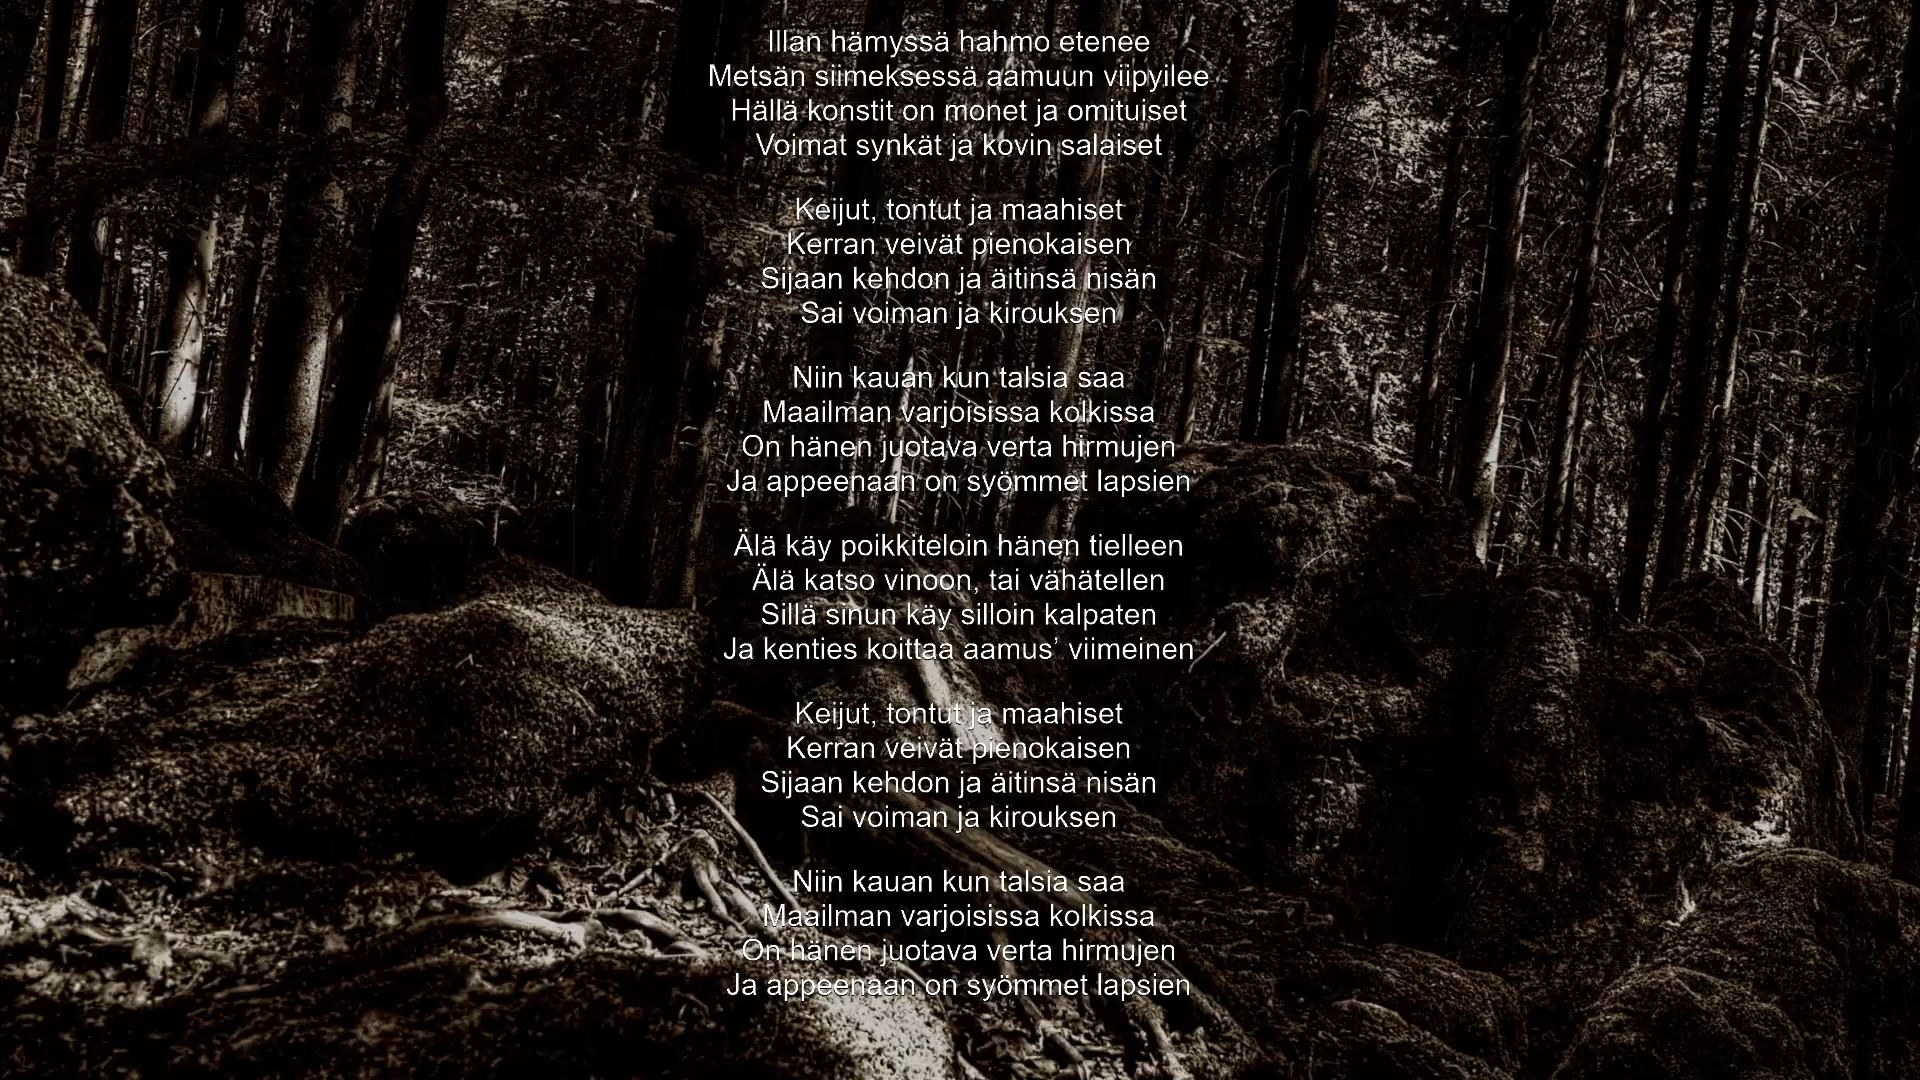 Illan hämyssä hahmo etenee
Metsän siimeksessä aamuun viipyilee
Hällä konstit on monet ja omituiset
Voimat synkät ja kovin salaiset
Keijut, tontut ja maahiset
Kerran veivät pienokaisen
Sijaan kehdon ja äitinsä nisän
Sai voiman ja kirouksen
Niin kauan kun talsia saa
Maailman varjoisissa kolkissa
On hänen juotava verta hirmujen
Ja appeenaan on syömmet lapsien
Älä käy poikkiteloin hänen tielleen
Älä katso vinoon, tai vähätellen
Sillä sinun käy silloin kalpaten
Ja kenties koittaa aamus’ viimeinen
Keijut, tontut ja maahiset
Kerran veivät pienokaisen
Sijaan kehdon ja äitinsä nisän
Sai voiman ja kirouksen
Niin kauan kun talsia saa
Maailman varjoisissa kolkissa
On hänen juotava verta hirmujen
Ja appeenaan on syömmet lapsien